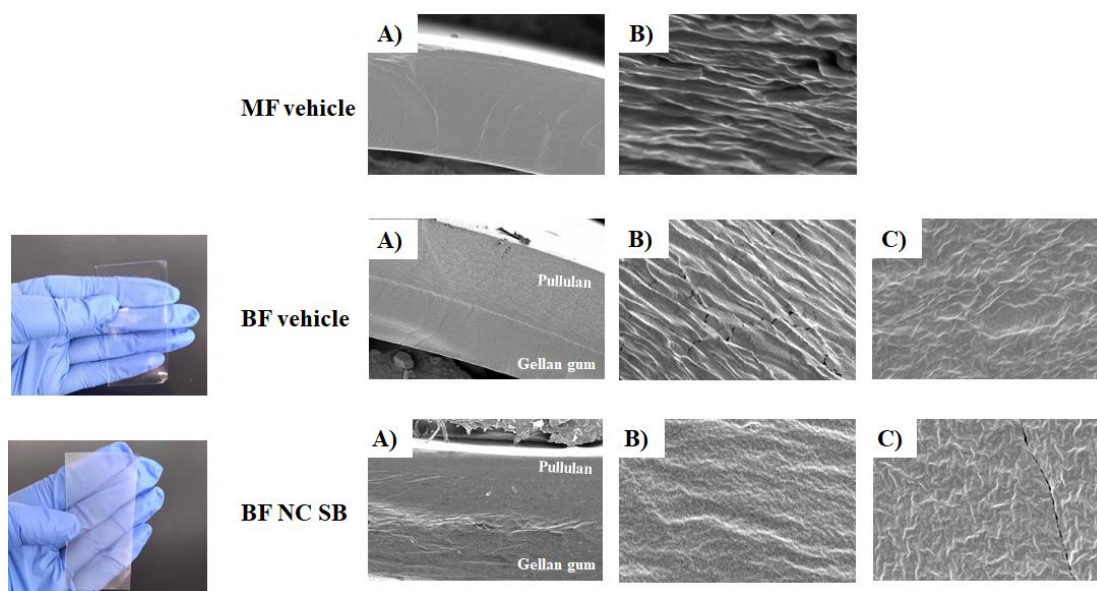 A) B)
MF vehicle
A) B) C)
Pullulan
BF vehicle
Gellan gum
A) B) C)
Pullulan
BF NC SB
Gellan gum